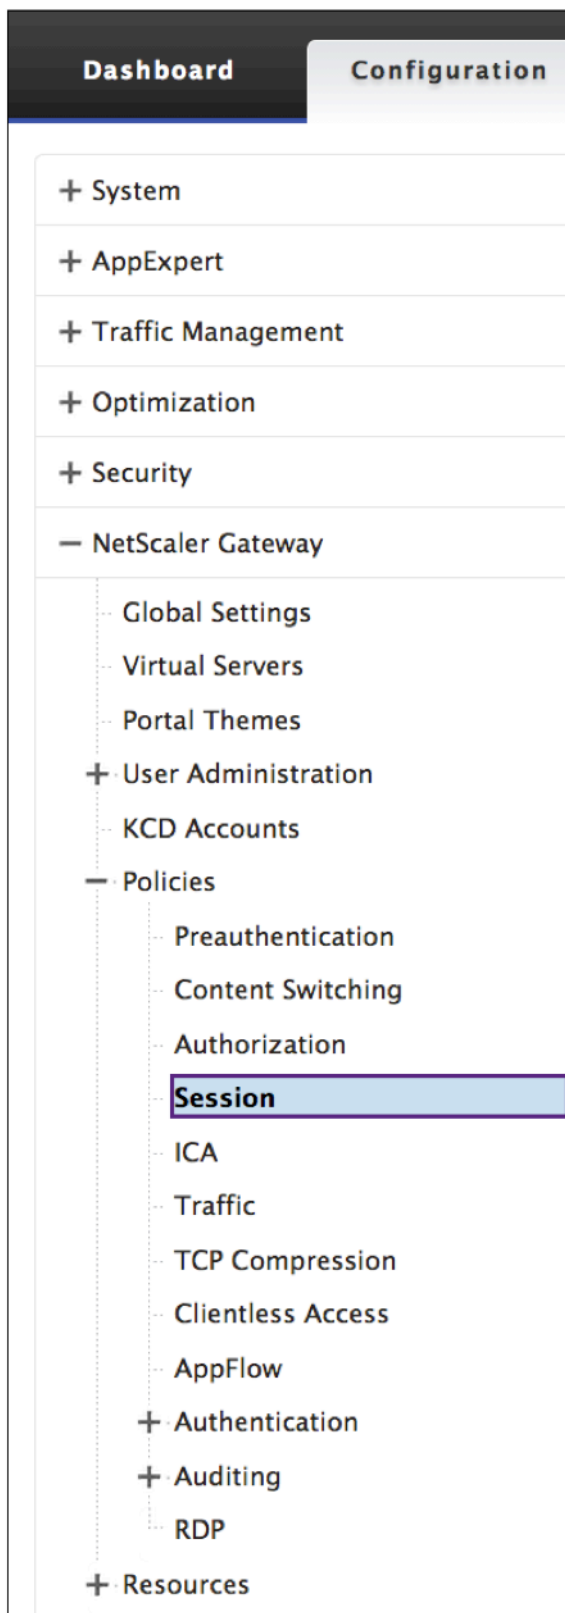 Dashboard Configuration
System
AppExpert
Traffic Management
Optimization
Security
NetScaler Gateway
Global Settings
Virtual Servers
Portal Themes
User Administration
KCD Accounts
Policies
Preauthentication
Content Switching
Authorization
Session
ICA
Traffic
TCP Compression
Clientless Access
AppFlow
Authentication
Auditing
RDP
Resources